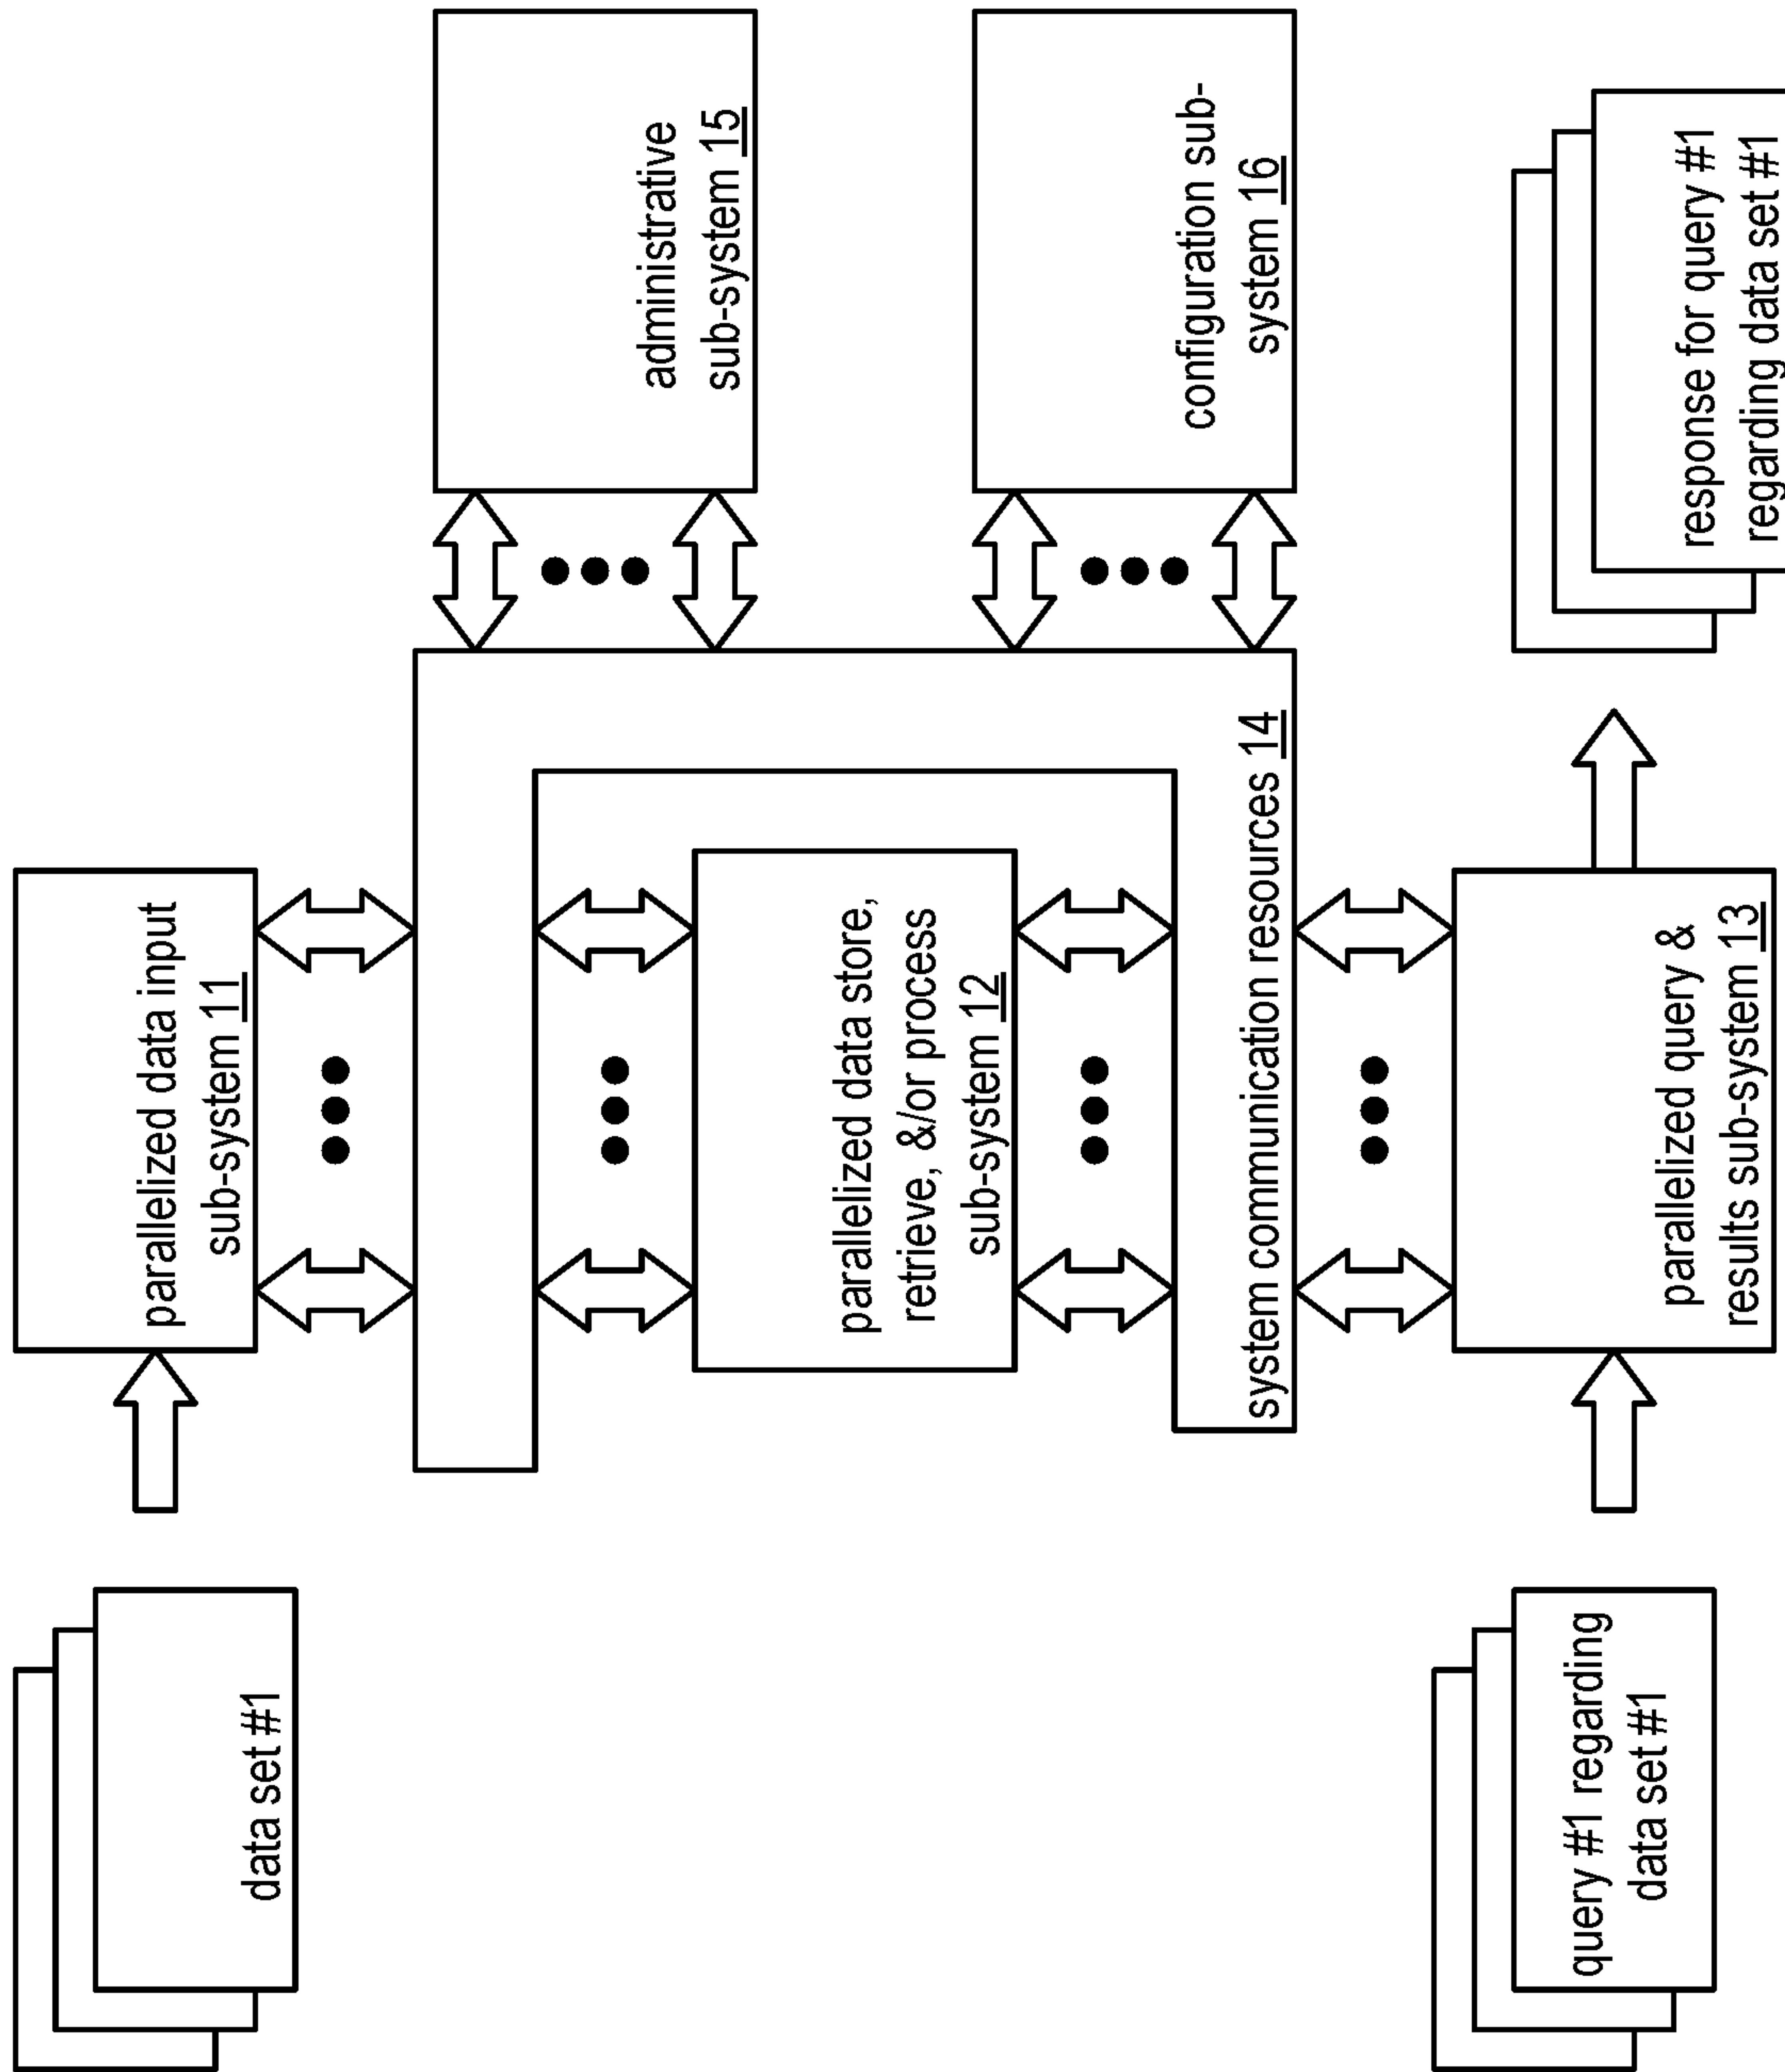 data set #1
parallelized data input
sub-system 11
administrative
sub-system 15
parallelized data store,
retrieve, &/or process
sub-system 12
configuration sub-
system 16
system communication resources 14
query #1 regarding
data set #1
parallelized query &
results sub-system 13
response for query #1
regarding data set #1